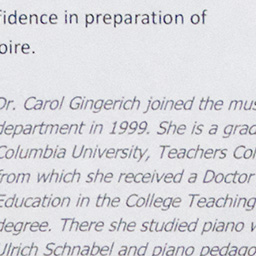 fidence in preparation of
oire.
Dr. Carol Gingerich joined the mus
department in 1999. She is a grad
Columbia University, Teachers Col
from which she received a Doctor
Education in the College Teaching
degree. There she studied piano w
Ulrich Schnabel and piano pedago